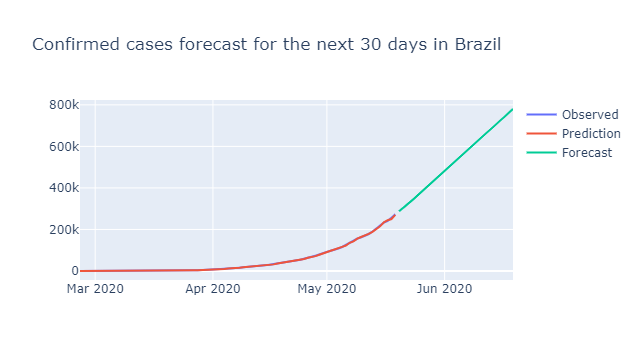 Confirmed cases forecast for the next 30 days in Brazil
800k
600k
400k
200k
0
Mar 2020
Apr 2020
May 2020
Jun 2020
Observed
Prediction
Forecast